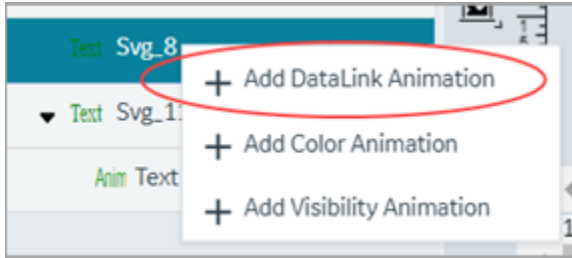 Text Svg_8
Add DataLink Animation
Text Svg_1
Add Color Animation
Anim Text
Add Visibility Animation